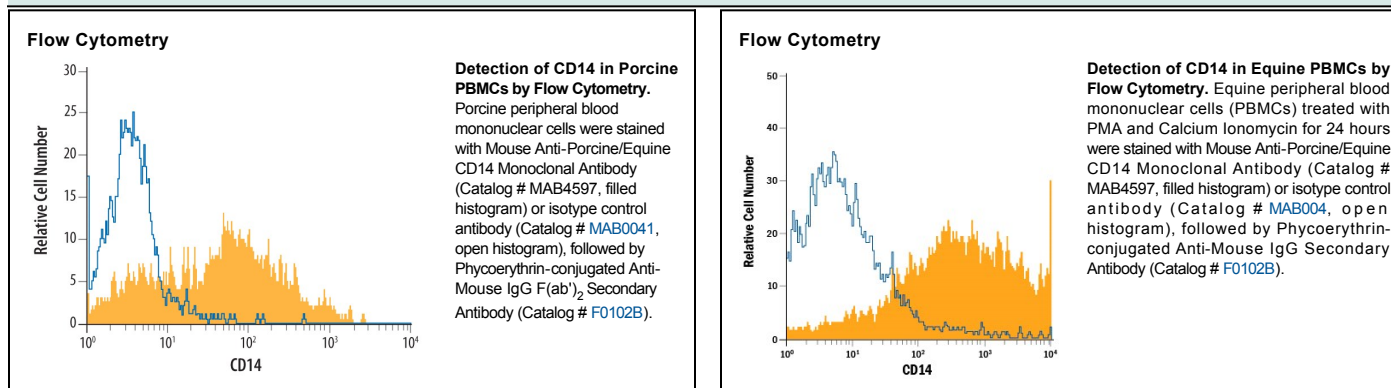 Flow Cytometry
30
25
20
15
10
5
0
Relative Cell Number
10⁰
10¹
10²
10³
10⁴
CD14
Detection of CD14 in Porcine
PBMCs by Flow Cytometry.
Porcine peripheral blood
mononuclear cells were stained
with Mouse Anti-Porcine/Equine
CD14 Monoclonal Antibody
(Catalog # MAB4597, filled
histogram) or isotype control
antibody (Catalog # MAB0041,
open histogram), followed by
Phycoerythrin-conjugated Anti-
Mouse IgG F(ab')₂ Secondary
Antibody (Catalog # F0102B).
Flow Cytometry
50
40
30
20
10
0
Relative Cell Number
10⁰
10¹
10²
10³
10⁴
CD14
Detection of CD14 in Equine PBMCs by
Flow Cytometry. Equine peripheral blood
mononuclear cells (PBMCs) treated with
PMA and Calcium Ionomycin for 24 hours
were stained with Mouse Anti-Porcine/Equine
CD14 Monoclonal Antibody (Catalog #
MAB4597, filled histogram) or isotype control
antibody (Catalog # MAB004, open
histogram), followed by Phycoerythrin-
conjugated Anti-Mouse IgG Secondary
Antibody (Catalog # F0102B).